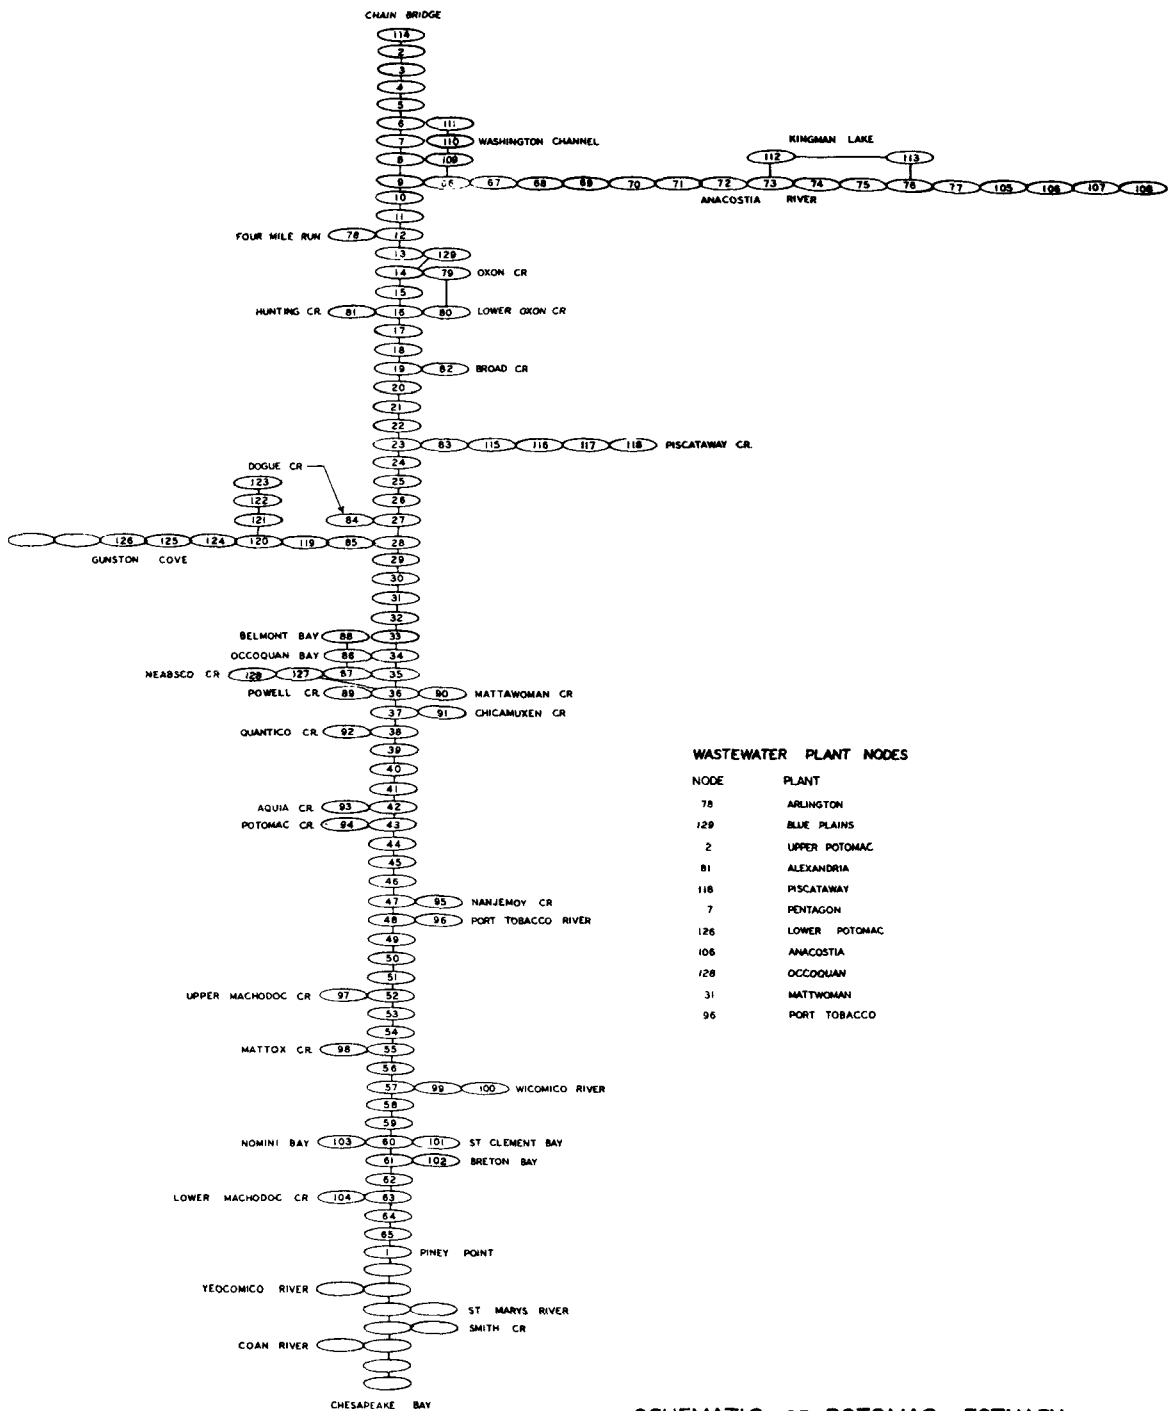 CHAIN BRIDGE
114
2
3
4
5
6 111
7 110 WASHINGTON CHANNEL
KINGMAN LAKE
8 109
112 113
9 66 67 68 69 70 71 72 73 74 75 76 77 105 106 107 108
10
ANACOSTIA RIVER
11
FOUR MILE RUN 78 12
13 129
14 79 OXON CR
15
HUNTING CR. 81 16 80 LOWER OXON CR
17
18
19 82 BROAD CR
20
21
22
23 83 115 116 117 118 PISCATAWAY CR.
24
DOGUE CR
123
25
122
26
121 84 27
126 125 124 120 119 85 28
GUNSTON COVE
29
30
31
32
BELMONT BAY 88 33
OCCOQUAN BAY 86 34
NEABSCO CR 128 127 87 35
POWELL CR. 89 36 90 MATTAWOMAN CR
37 91 CHICAMUXEN CR
QUANTICO CR. 92 38
39
40
41
AQUIA CR. 93 42
POTOMAC CR. 94 43
44
45
46
47 95 NANJEMOY CR
48 96 PORT TOBACCO RIVER
49
50
51
UPPER MACHODOC CR 97 52
53
54
MATTOX CR. 98 55
56
57 99 100 WICOMICO RIVER
58
59
NOMINI BAY 103 60 101 ST CLEMENT BAY
61 102 BRETON BAY
62
LOWER MACHODOC CR 104 63
64
65
1 PINEY POINT
YEOCOMICO RIVER
ST MARYS RIVER
SMITH CR
COAN RIVER
CHESAPEAKE BAY
WASTEWATER PLANT NODES
NODE PLANT
78 ARLINGTON
129 BLUE PLAINS
2 UPPER POTOMAC
81 ALEXANDRIA
118 PISCATAWAY
7 PENTAGON
126 LOWER POTOMAC
106 ANACOSTIA
128 OCCOQUAN
31 MATTWOMAN
96 PORT TOBACCO
SCHEMATIC OF POTOMAC ESTUARY